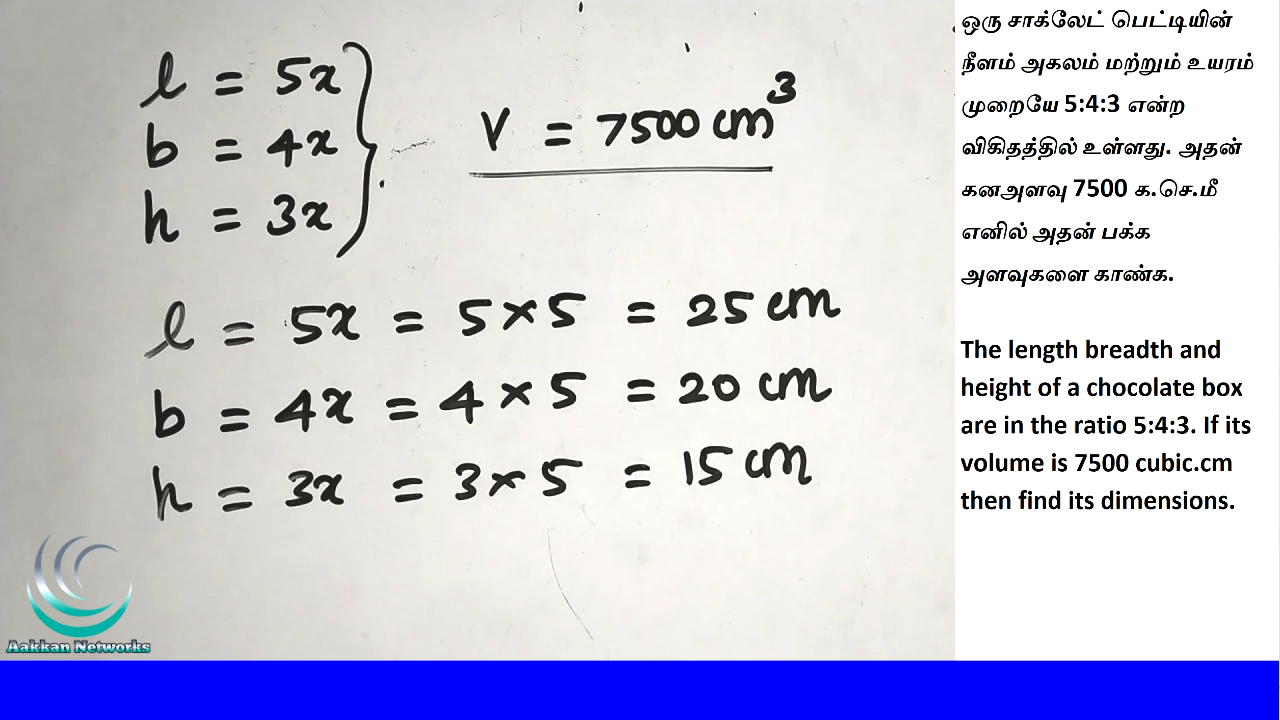 l = 5x
b = 4x
h = 3x
V = 7500 cm³
l = 5x = 5×5 = 25 cm
b = 4x = 4×5 = 20 cm
h = 3x = 3×5 = 15 cm
ஒரு சாக்லேட் பெட்டியின்
நீளம் அகலம் மற்றும் உயரம்
முறையே 5:4:3 என்ற
விகிதத்தில் உள்ளது. அதன்
கனஅளவு 7500 க.செ.மீ
எனில் அதன் பக்க
அளவுகளை காண்க.
The length breadth and
height of a chocolate box
are in the ratio 5:4:3. If its
volume is 7500 cubic.cm
then find its dimensions.
Aakkan Networks